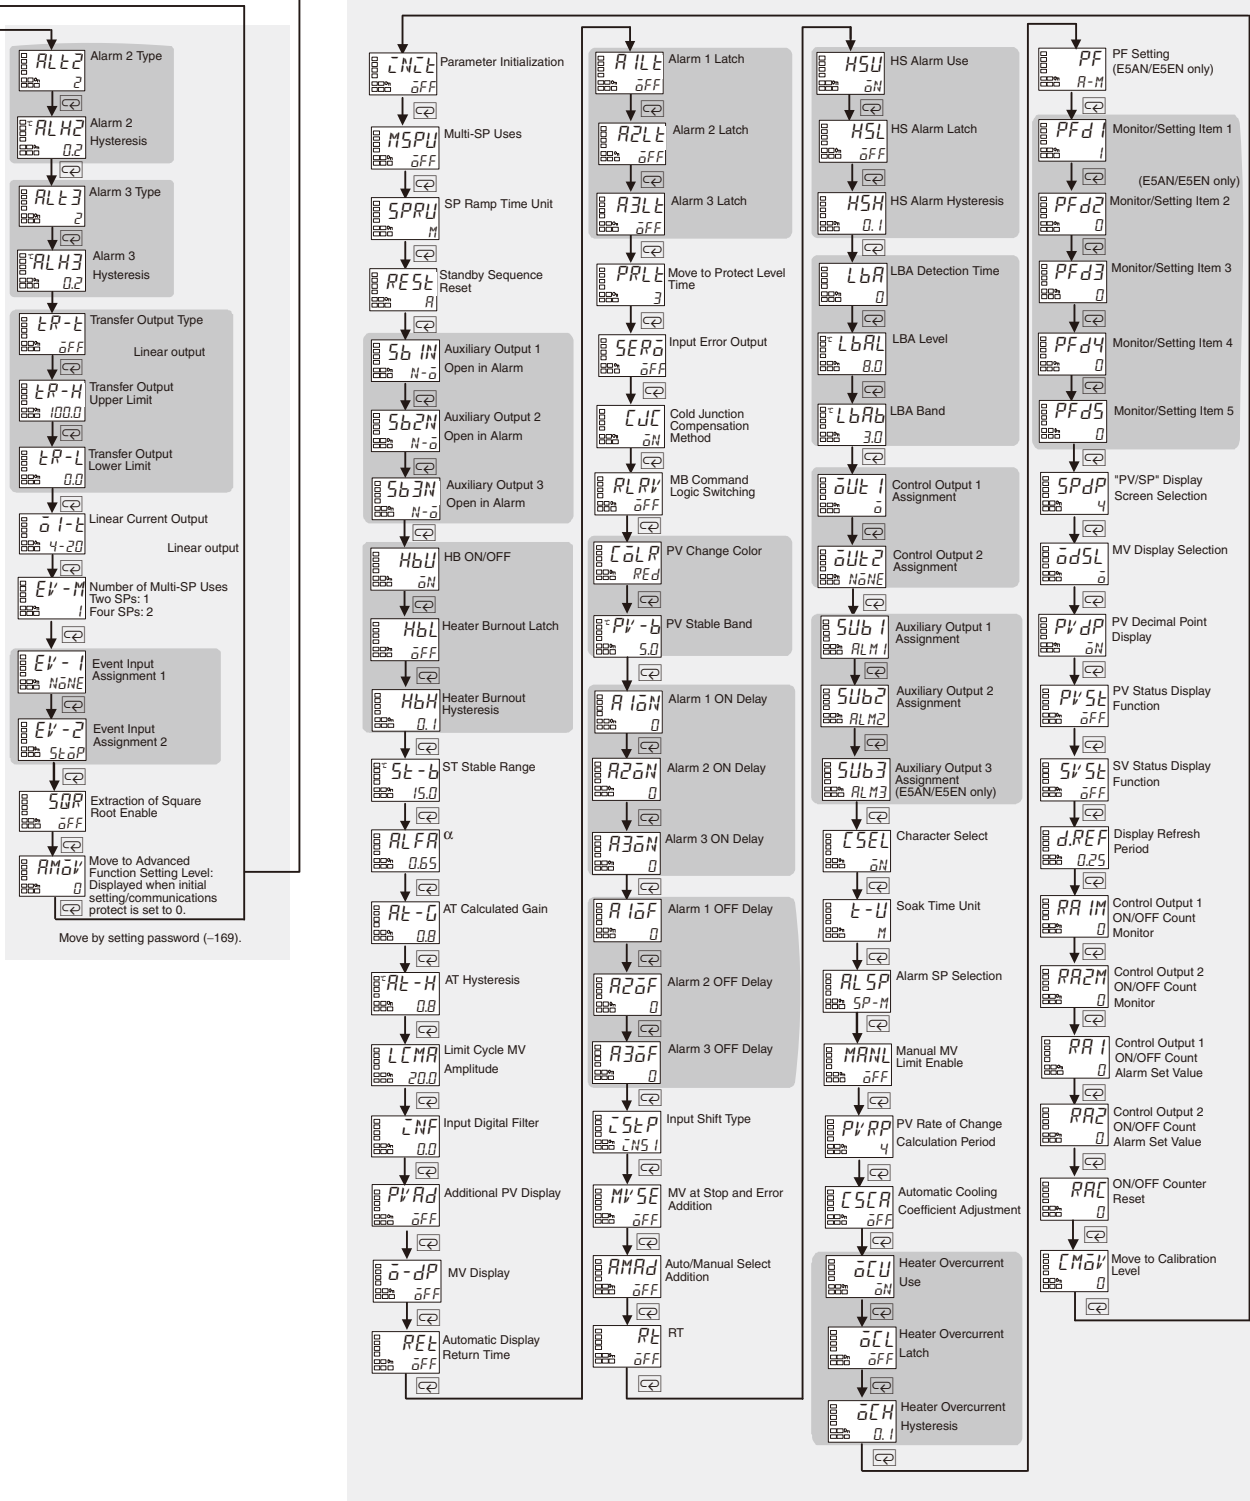 ALt2
2
Alarm 2 Type
ALH2
0.2
Alarm 2
Hysteresis
ALt3
2
Alarm 3 Type
ALH3
0.2
Alarm 3
Hysteresis
tR-t
oFF
Transfer Output Type
Linear output
tR-H
100.0
Transfer Output
Upper Limit
tR-L
0.0
Transfer Output
Lower Limit
o1-t
4-20
Linear Current Output
Linear output
EV-M
1
Number of Multi-SP Uses
Two SPs: 1
Four SPs: 2
EV-1
NoNE
Event Input
Assignment 1
EV-2
StoP
Event Input
Assignment 2
SQR
oFF
Extraction of Square
Root Enable
AMoV
0
Move to Advanced
Function Setting Level:
Displayed when initial
setting/communications
protect is set to 0.
Move by setting password (−169).
iNit
oFF
Parameter Initialization
MSPU
oFF
Multi-SP Uses
SPRU
M
SP Ramp Time Unit
RESt
A
Standby Sequence
Reset
Sb1N
N-o
Auxiliary Output 1
Open in Alarm
Sb2N
N-o
Auxiliary Output 2
Open in Alarm
Sb3N
N-o
Auxiliary Output 3
Open in Alarm
HbU
oN
HB ON/OFF
HbL
oFF
Heater Burnout Latch
HbH
0.1
Heater Burnout
Hysteresis
St-b
15.0
ST Stable Range
ALFA
0.65
α
At-G
0.8
AT Calculated Gain
At-H
0.8
AT Hysteresis
LCMA
20.0
Limit Cycle MV
Amplitude
iNF
0.0
Input Digital Filter
PVAd
oFF
Additional PV Display
o-dP
oFF
MV Display
REt
oFF
Automatic Display
Return Time
A1Lt
oFF
Alarm 1 Latch
A2Lt
oFF
Alarm 2 Latch
A3Lt
oFF
Alarm 3 Latch
PRLt
3
Move to Protect Level
Time
SERo
oFF
Input Error Output
CJC
oN
Cold Junction
Compensation
Method
RLRV
oFF
MB Command
Logic Switching
CoLR
REd
PV Change Color
PV-b
5.0
PV Stable Band
A1oN
0
Alarm 1 ON Delay
A2oN
0
Alarm 2 ON Delay
A3oN
0
Alarm 3 ON Delay
A1oF
0
Alarm 1 OFF Delay
A2oF
0
Alarm 2 OFF Delay
A3oF
0
Alarm 3 OFF Delay
iStP
iNS1
Input Shift Type
MVSE
oFF
MV at Stop and Error
Addition
AMAd
oFF
Auto/Manual Select
Addition
Rt
oFF
RT
HSU
oN
HS Alarm Use
HSL
oFF
HS Alarm Latch
HSH
0.1
HS Alarm Hysteresis
LbA
0
LBA Detection Time
LbAL
8.0
LBA Level
LbAb
3.0
LBA Band
oUt1
o
Control Output 1
Assignment
oUt2
NoNE
Control Output 2
Assignment
SUb1
ALM1
Auxiliary Output 1
Assignment
SUb2
ALM2
Auxiliary Output 2
Assignment
SUb3
ALM3
Auxiliary Output 3
Assignment
(E5AN/E5EN only)
CSEL
oN
Character Select
t-U
M
Soak Time Unit
ALSP
SP-M
Alarm SP Selection
MANL
oFF
Manual MV
Limit Enable
PVRP
4
PV Rate of Change
Calculation Period
CSCA
oFF
Automatic Cooling
Coefficient Adjustment
oCU
oN
Heater Overcurrent
Use
oCL
oFF
Heater Overcurrent
Latch
oCH
0.1
Heater Overcurrent
Hysteresis
PF
A-M
PF Setting
(E5AN/E5EN only)
PFd1
1
Monitor/Setting Item 1
(E5AN/E5EN only)
PFd2
0
Monitor/Setting Item 2
PFd3
0
Monitor/Setting Item 3
PFd4
0
Monitor/Setting Item 4
PFd5
0
Monitor/Setting Item 5
SPdP
4
"PV/SP" Display
Screen Selection
odSL
o
MV Display Selection
PVdP
oN
PV Decimal Point
Display
PVSt
oFF
PV Status Display
Function
SVSt
oFF
SV Status Display
Function
d.REF
0.25
Display Refresh
Period
RA1M
0
Control Output 1
ON/OFF Count
Monitor
RA2M
0
Control Output 2
ON/OFF Count
Monitor
RA1
0
Control Output 1
ON/OFF Count
Alarm Set Value
RA2
0
Control Output 2
ON/OFF Count
Alarm Set Value
RAC
0
ON/OFF Counter
Reset
CMoV
0
Move to Calibration
Level